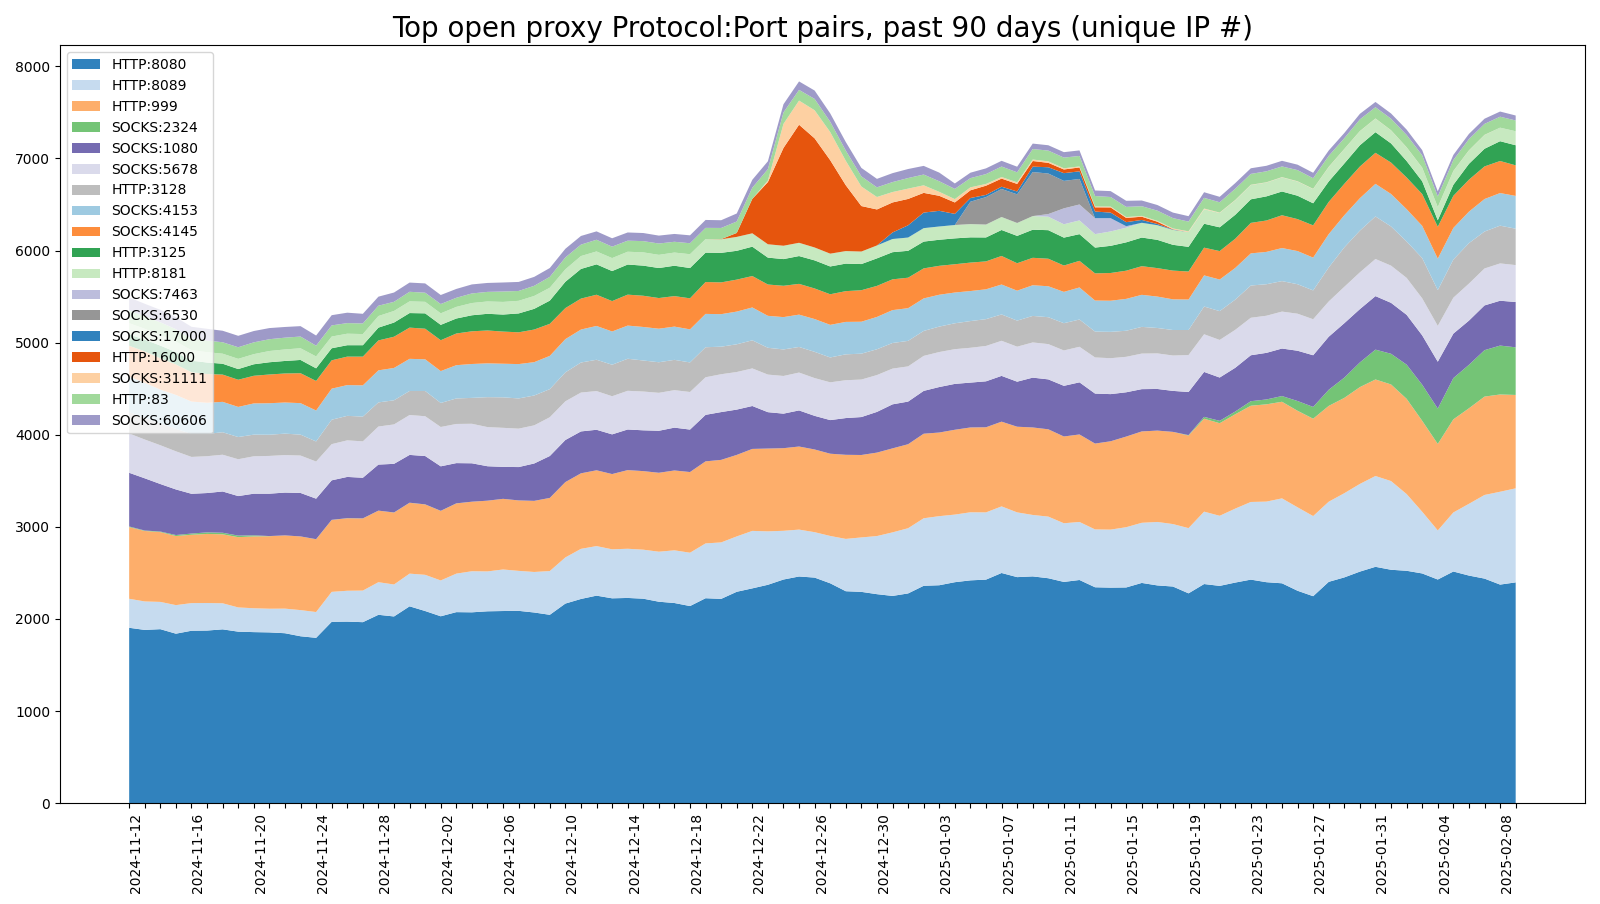 Top open proxy Protocol:Port pairs, past 90 days (unique IP #)
8000
7000
6000
5000
4000
3000
2000
1000
0
HTTP:8080
HTTP:8089
HTTP:999
SOCKS:2324
SOCKS:1080
SOCKS:5678
HTTP:3128
SOCKS:4153
SOCKS:4145
HTTP:3125
HTTP:8181
SOCKS:7463
SOCKS:6530
SOCKS:17000
HTTP:16000
SOCKS:31111
HTTP:83
SOCKS:60606
2024-11-12
2024-11-16
2024-11-20
2024-11-24
2024-11-28
2024-12-02
2024-12-06
2024-12-10
2024-12-14
2024-12-18
2024-12-22
2024-12-26
2024-12-30
2025-01-03
2025-01-07
2025-01-11
2025-01-15
2025-01-19
2025-01-23
2025-01-27
2025-01-31
2025-02-04
2025-02-08